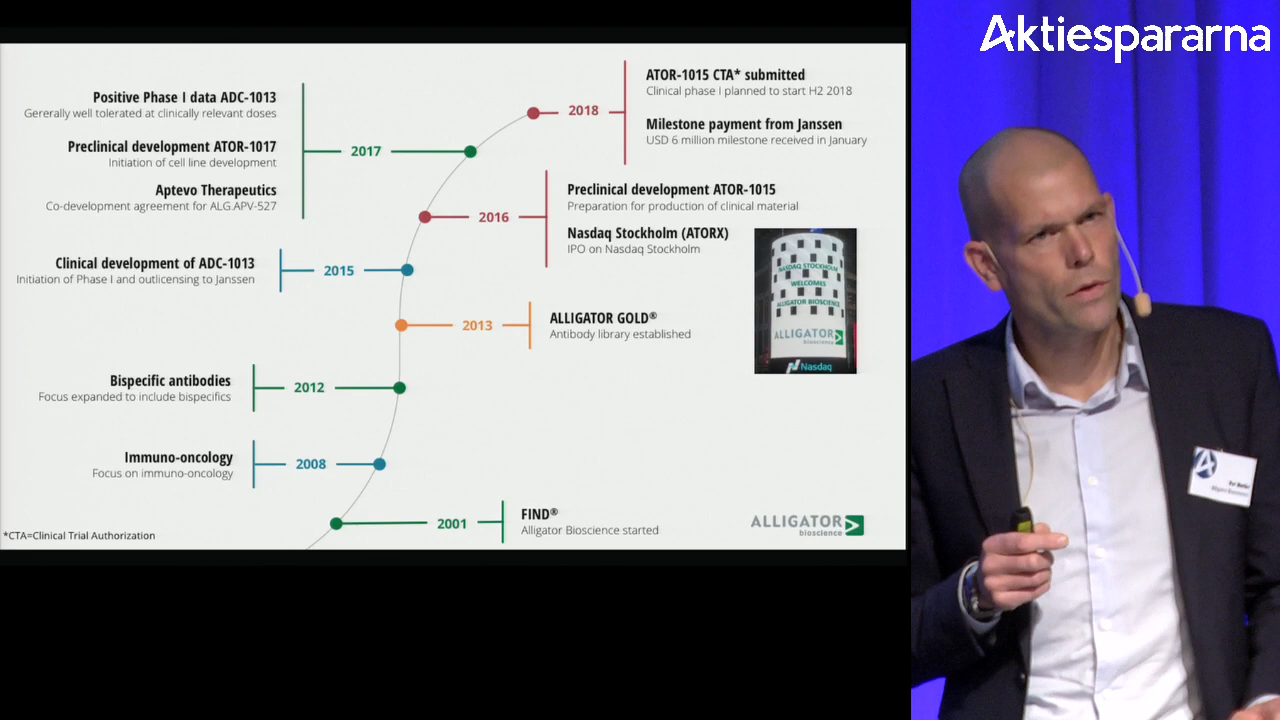 Aktiespararna
ATOR-1015 CTA* submitted
Clinical phase I planned to start H2 2018
2018
Milestone payment from Janssen
USD 6 million milestone received in January
Positive Phase I data ADC-1013
Gererally well tolerated at clinically relevant doses
Preclinical development ATOR-1017
Initiation of cell line development
2017
Aptevo Therapeutics
Co-development agreement for ALG.APV-527
Preclinical development ATOR-1015
Preparation for production of clinical material
2016
Nasdaq Stockholm (ATORX)
IPO on Nasdaq Stockholm
NASDAQ STOCKHOLM
WELCOMES
ALLIGATOR BIOSCIENCE
ALLIGATOR
bioscience
Nasdaq
Clinical development of ADC-1013
Initiation of Phase I and outlicensing to Janssen
2015
2013
ALLIGATOR GOLD®
Antibody library established
Bispecific antibodies
Focus expanded to include bispecifics
2012
Immuno-oncology
Focus on immuno-oncology
2008
2001
FIND®
Alligator Bioscience started
*CTA=Clinical Trial Authorization
ALLIGATOR
bioscience